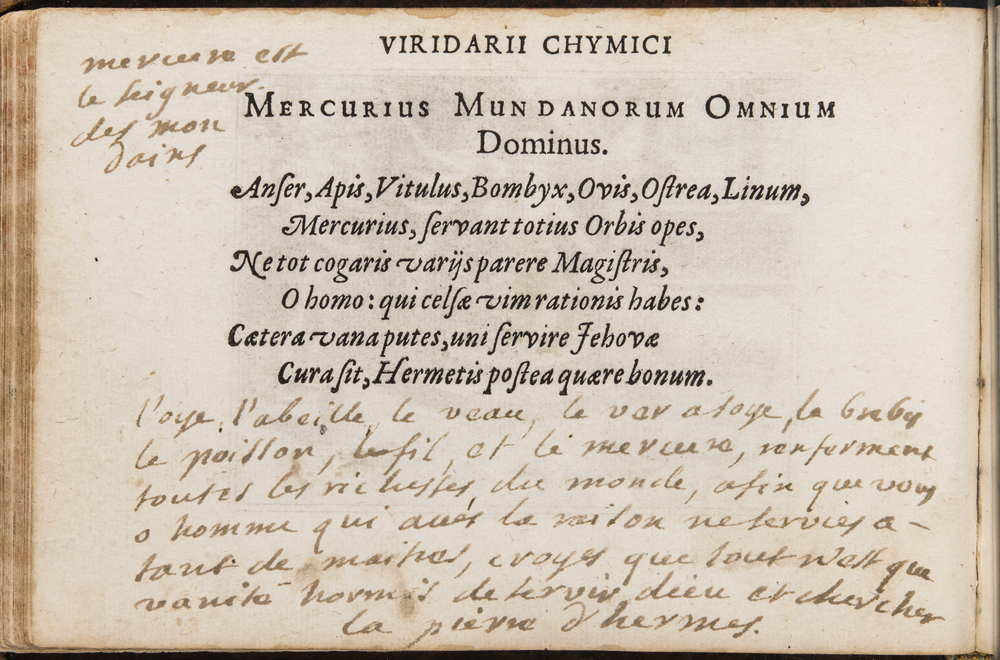 VIRIDARII CHYMICI
mercure est
le seigneur
des mon
dains
MERCURIUS MUNDANORUM OMNIUM
Dominus.
Anſer, Apis, Vitulus, Bombyx, Ovis, Oſtrea, Linum,
Mercurius, ſervant totius Orbis opes,
Ne tot cogaris varijs parere Magiſtris,
O homo: qui celſæ vim rationis habes:
Cætera vana putes, uni ſervire Jehovæ
Cura ſit, Hermetis poſtea quære bonum.
l'oye, l'abeille, le veau, le ver a soye, la brebis
le poisson, le fil, et le mercure, renferment
toutes les richesses du monde, afin que vous
o homme qui avés la raison ne serviés a-
tant de maitres, croyes que tout n'est que
vanité hormis de servir dieu et chercher
la pierre d'hermes.